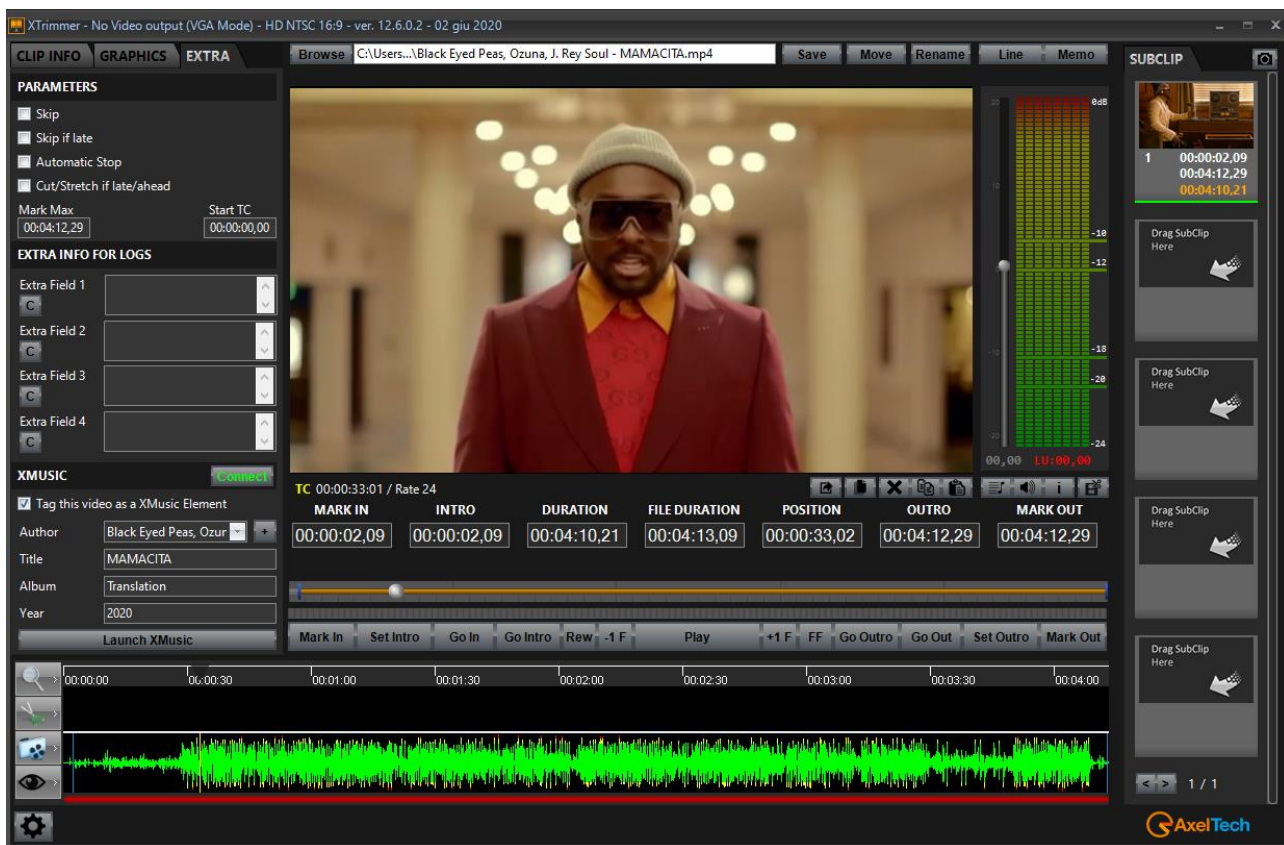 XTrimmer - No Video output (VGA Mode) - HD NTSC 16:9 - ver. 12.6.0.2 - 02 giu 2020
CLIP INFO GRAPHICS EXTRA
PARAMETERS
Skip
Skip if late
Automatic Stop
Cut/Stretch if late/ahead
Mark Max Start TC
00:04:12,29 00:00:00,00
EXTRA INFO FOR LOGS
Extra Field 1
C
Extra Field 2
C
Extra Field 3
C
Extra Field 4
C
XMUSIC Connect
Tag this video as a XMusic Element
Author Black Eyed Peas, Ozur +
Title MAMACITA
Album Translation
Year 2020
Launch XMusic
Browse C:\Users...\Black Eyed Peas, Ozuna, J. Rey Soul - MAMACITA.mp4 Save Move Rename Line Memo
0dB
-10
-12
-18
-20
-24
00,00 LU:00,00
TC 00:00:33:01 / Rate 24
MARK IN INTRO DURATION FILE DURATION POSITION OUTRO MARK OUT
00:00:02,09 00:00:02,09 00:04:10,21 00:04:13,09 00:00:33,02 00:04:12,29 00:04:12,29
Mark In Set Intro Go In Go Intro Rew -1 F Play +1 F FF Go Outro Go Out Set Outro Mark Out
00:00:00 00:00:30 00:01:00 00:01:30 00:02:00 00:02:30 00:03:00 00:03:30 00:04:00
SUBCLIP
1 00:00:02,09
00:04:12,29
00:04:10,21
Drag SubClip
Here
Drag SubClip
Here
Drag SubClip
Here
Drag SubClip
Here
< > 1 / 1
AxelTech